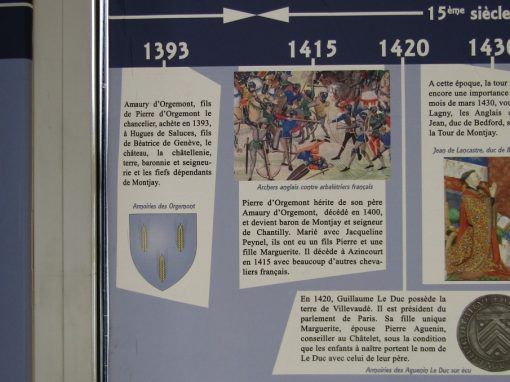 15ème siècle
1393
1415
1420
1430
Amaury d'Orgemont, fils
de Pierre d'Orgemont le
chancelier, achète en 1393,
à Hugues de Saluces, fils
de Béatrice de Genève, le
château, la châtellenie,
terre, baronnie et seigneu-
rie et les fiefs dépendants
de Montjay.
Armoiries des Orgemont
Archers anglais contre arbalétriers français
Pierre d'Orgemont hérite de son père
Amaury d'Orgemont, décédé en 1400,
et devient baron de Montjay et seigneur
de Chantilly. Marié avec Jacqueline
Peynel, ils ont eu un fils Pierre et une
fille Marguerite. Il décède à Azincourt
en 1415 avec beaucoup d'autres cheva-
liers français.
A cette époque, la tour
encore une importance
mois de mars 1430, vou
Lagny, les Anglais
Jean, duc de Bedford,
la Tour de Montjay.
Jean de Lancastre, duc de
En 1420, Guillaume Le Duc possède la
terre de Villevaudé. Il est président du
parlement de Paris. Sa fille unique
Marguerite, épouse Pierre Aguenin,
conseiller au Châtelet, sous la condition
que les enfants à naître portent le nom de
Le Duc avec celui de leur père.
Armoiries des Aguenin Le Duc sur écu